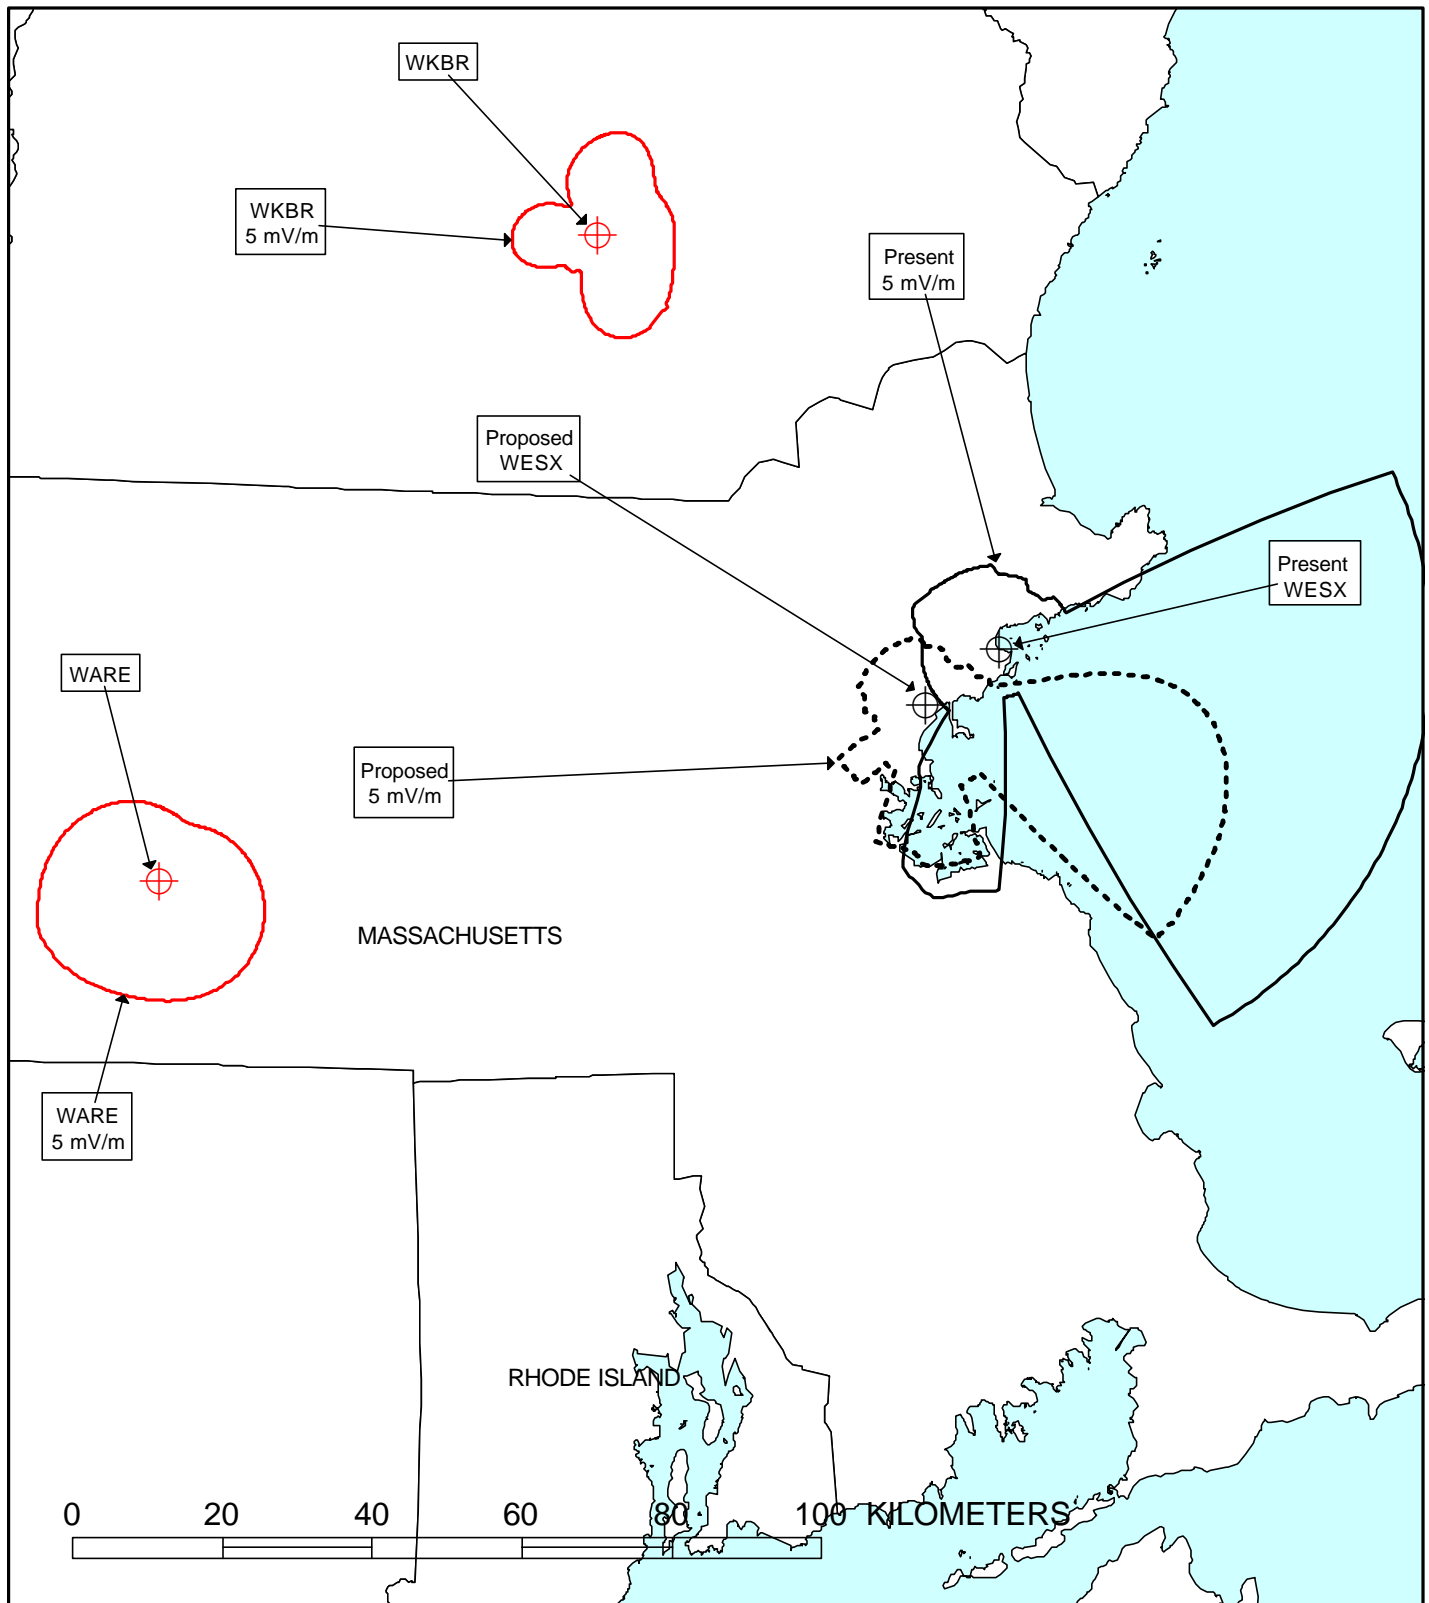 WKBR
WKBR
5 mV/m
Present
5 mV/m
Proposed
WESX
Present
WESX
WARE
Proposed
5 mV/m
MASSACHUSETTS
WARE
5 mV/m
RHODE ISLAND
0 20 40 60 80 100 KILOMETERS